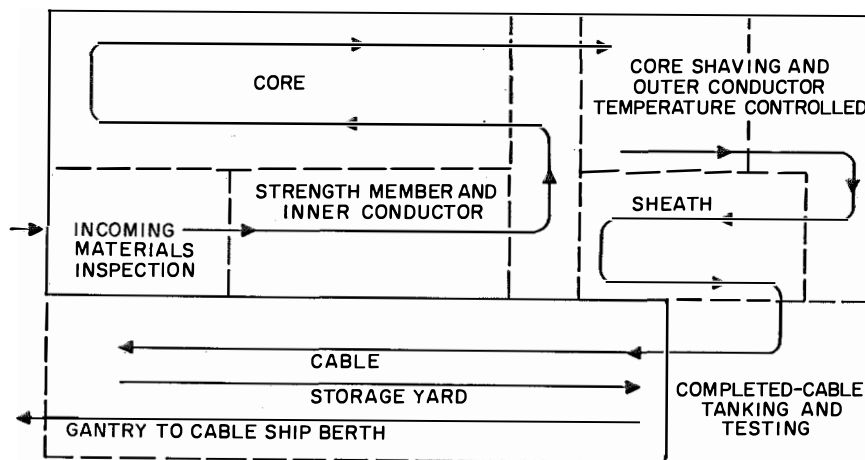 CORE
CORE SHAVING AND
OUTER CONDUCTOR
TEMPERATURE CONTROLLED
STRENGTH MEMBER AND
INNER CONDUCTOR
SHEATH
INCOMING
MATERIALS
INSPECTION
CABLE
STORAGE YARD
GANTRY TO CABLE SHIP BERTH
COMPLETED-CABLE
TANKING AND
TESTING